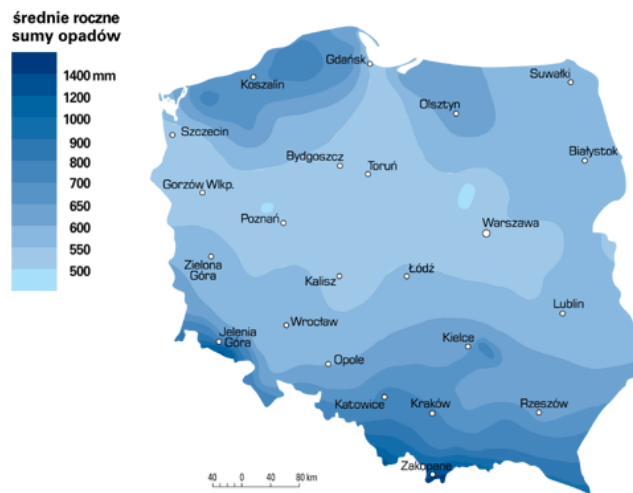 średnie roczne
sumy opadów
1400 mm
1200
1000
900
800
700
650
600
550
500
Gdańsk
Koszalin
Suwałki
Olsztyn
Szczecin
Białystok
Bydgoszcz
Toruń
Gorzów Wlkp.
Poznań
Warszawa
Zielona
Góra
Kalisz
Łódź
Lublin
Wrocław
Jelenia
Góra
Kielce
Opole
Katowice
Kraków
Rzeszów
Zakopane
40 0 40 80 km